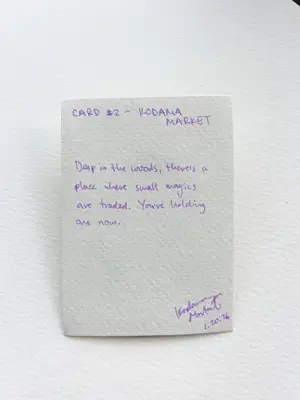 CARD #2 - KODAMA
MARKET
Deep in the woods, there's a
place where small magics
are traded. You're holding
one now.
Kodama
Market
1.20.26